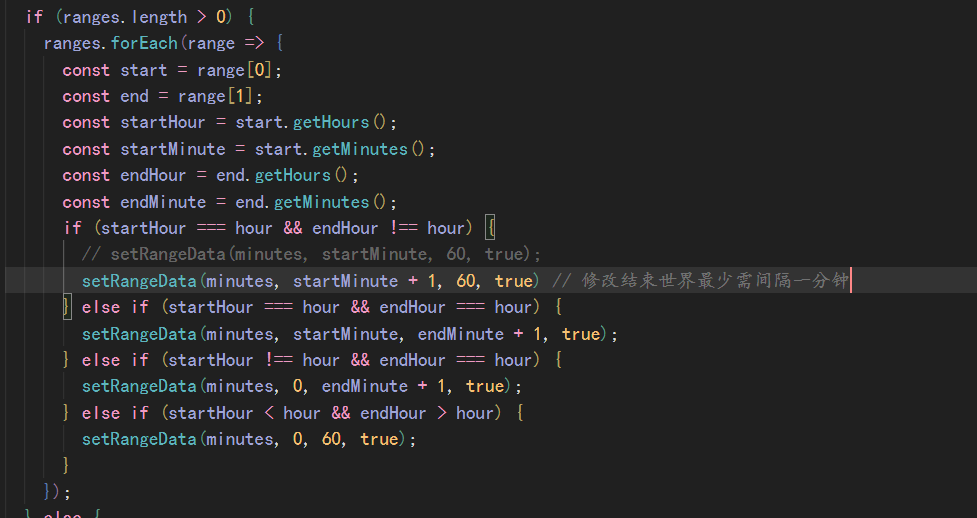 if (ranges.length > 0) {
ranges.forEach(range => {
const start = range[0];
const end = range[1];
const startHour = start.getHours();
const startMinute = start.getMinutes();
const endHour = end.getHours();
const endMinute = end.getMinutes();
if (startHour === hour && endHour !== hour) {
// setRangeData(minutes, startMinute, 60, true);
setRangeData(minutes, startMinute + 1, 60, true) // 修改结束世界最少需间隔一分钟
} else if (startHour === hour && endHour === hour) {
setRangeData(minutes, startMinute, endMinute + 1, true);
} else if (startHour !== hour && endHour === hour) {
setRangeData(minutes, 0, endMinute + 1, true);
} else if (startHour < hour && endHour > hour) {
setRangeData(minutes, 0, 60, true);
}
});
} else {